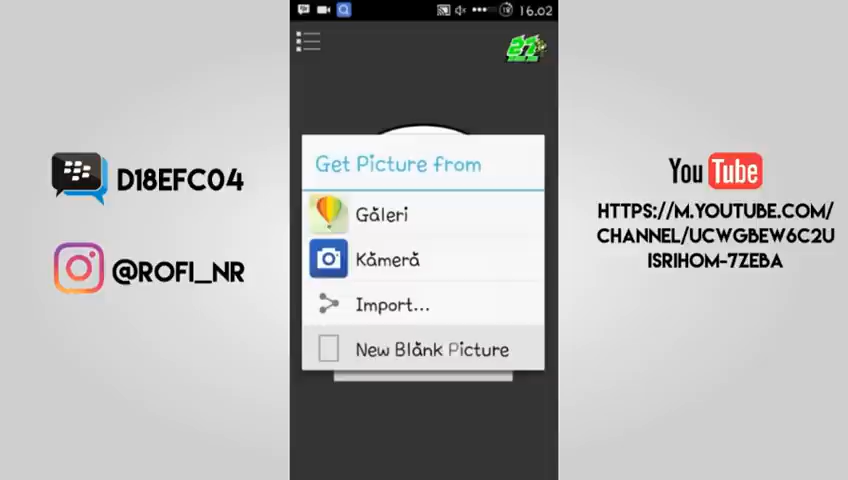 16.02
27
Get Picture from
Găleri
Kămeră
Import...
New Blănk Picture
D18EFC04
@ROFI_NR
You Tube
HTTPS://M.YOUTUBE.COM/
CHANNEL/UCWGBEW6C2U
ISRIHOM-7ZEBA